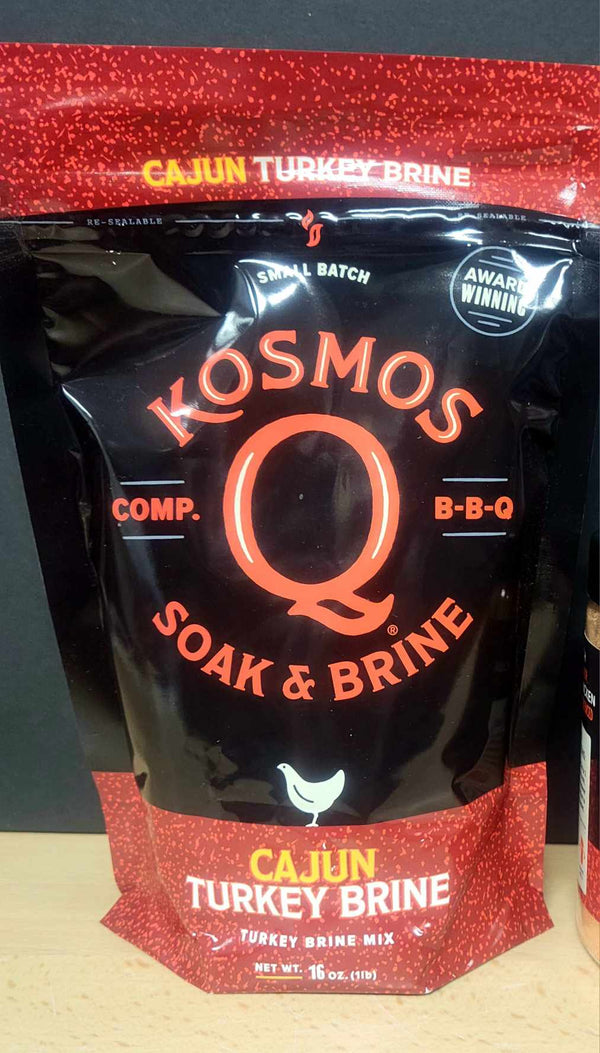 CAJUN TURKEY BRINE
RE-SEALABLE
RE-SEALABLE
SMALL BATCH
AWARD
WINNING
KOSMOS
Q
COMP.
B-B-Q
®
SOAK & BRINE
CAJUN
TURKEY BRINE
TURKEY BRINE MIX
NET WT. 16 OZ. (1lb)